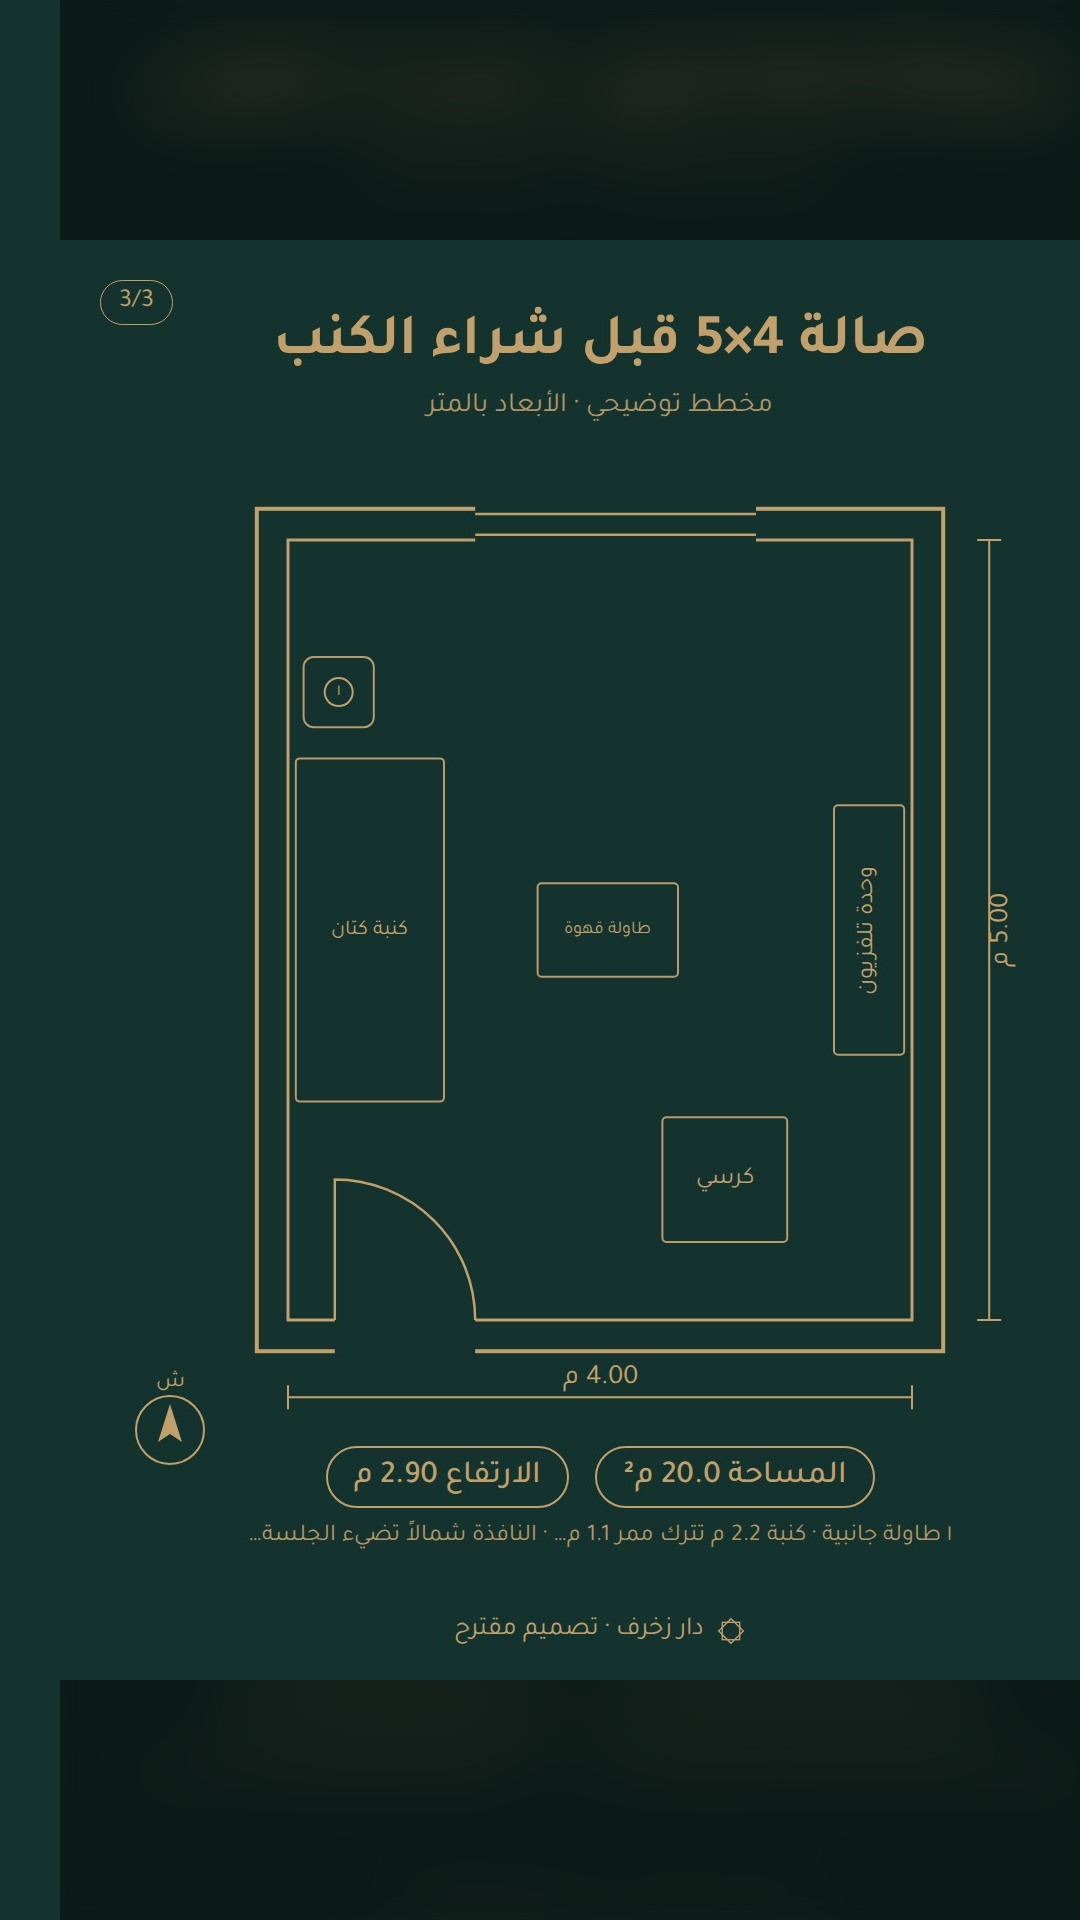 3/3
صالة 4×5 قبل شراء الكنب
مخطط توضيحي · الأبعاد بالمتر
١
كنبة كتان
طاولة قهوة
وحدة تلفزيون
5.00 م
كرسي
4.00 م
ش
المساحة 20.0 م²
الارتفاع 2.90 م
١ طاولة جانبية · كنبة 2.2 م تترك ممر 1.1 م… · النافذة شمالاً تضيء الجلسة…
دار زخرف · تصميم مقترح